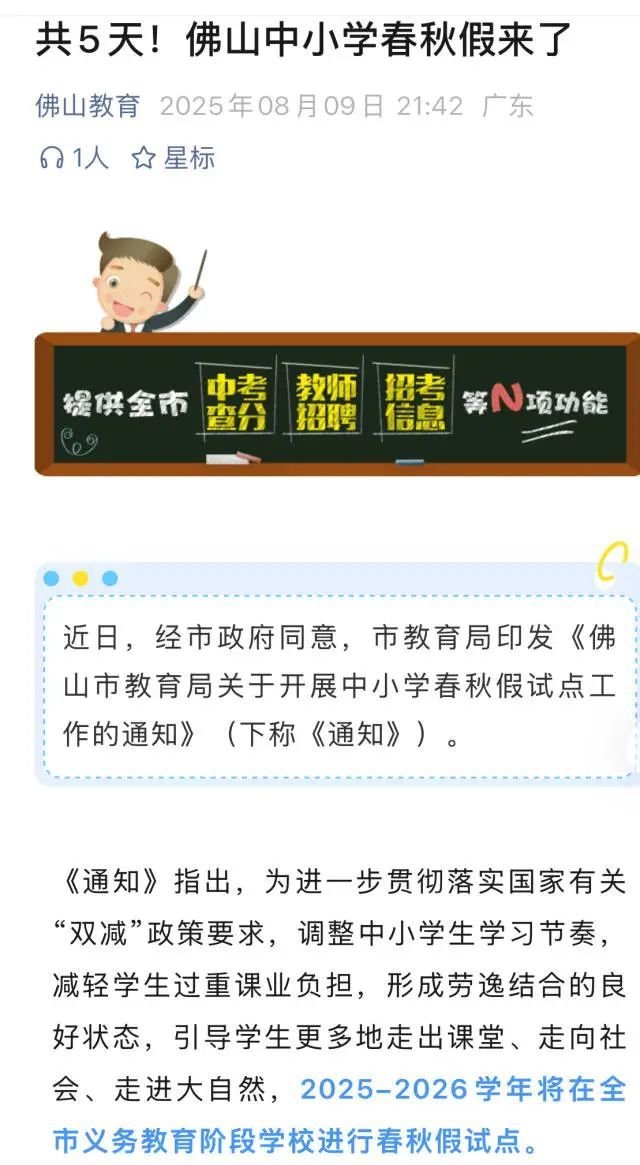 共5天！佛山中小学春秋假来了
佛山教育 2025年08月09日 21:42 广东
1人 星标
提供全市 中考查分 教师招聘 招考信息 等N项功能
近日，经市政府同意，市教育局印发《佛
山市教育局关于开展中小学春秋假试点工
作的通知》（下称《通知》）。
《通知》指出，为进一步贯彻落实国家有关
“双减”政策要求，调整中小学生学习节奏，
减轻学生过重课业负担，形成劳逸结合的良
好状态，引导学生更多地走出课堂、走向社
会、走进大自然，2025-2026学年将在全
市义务教育阶段学校进行春秋假试点。